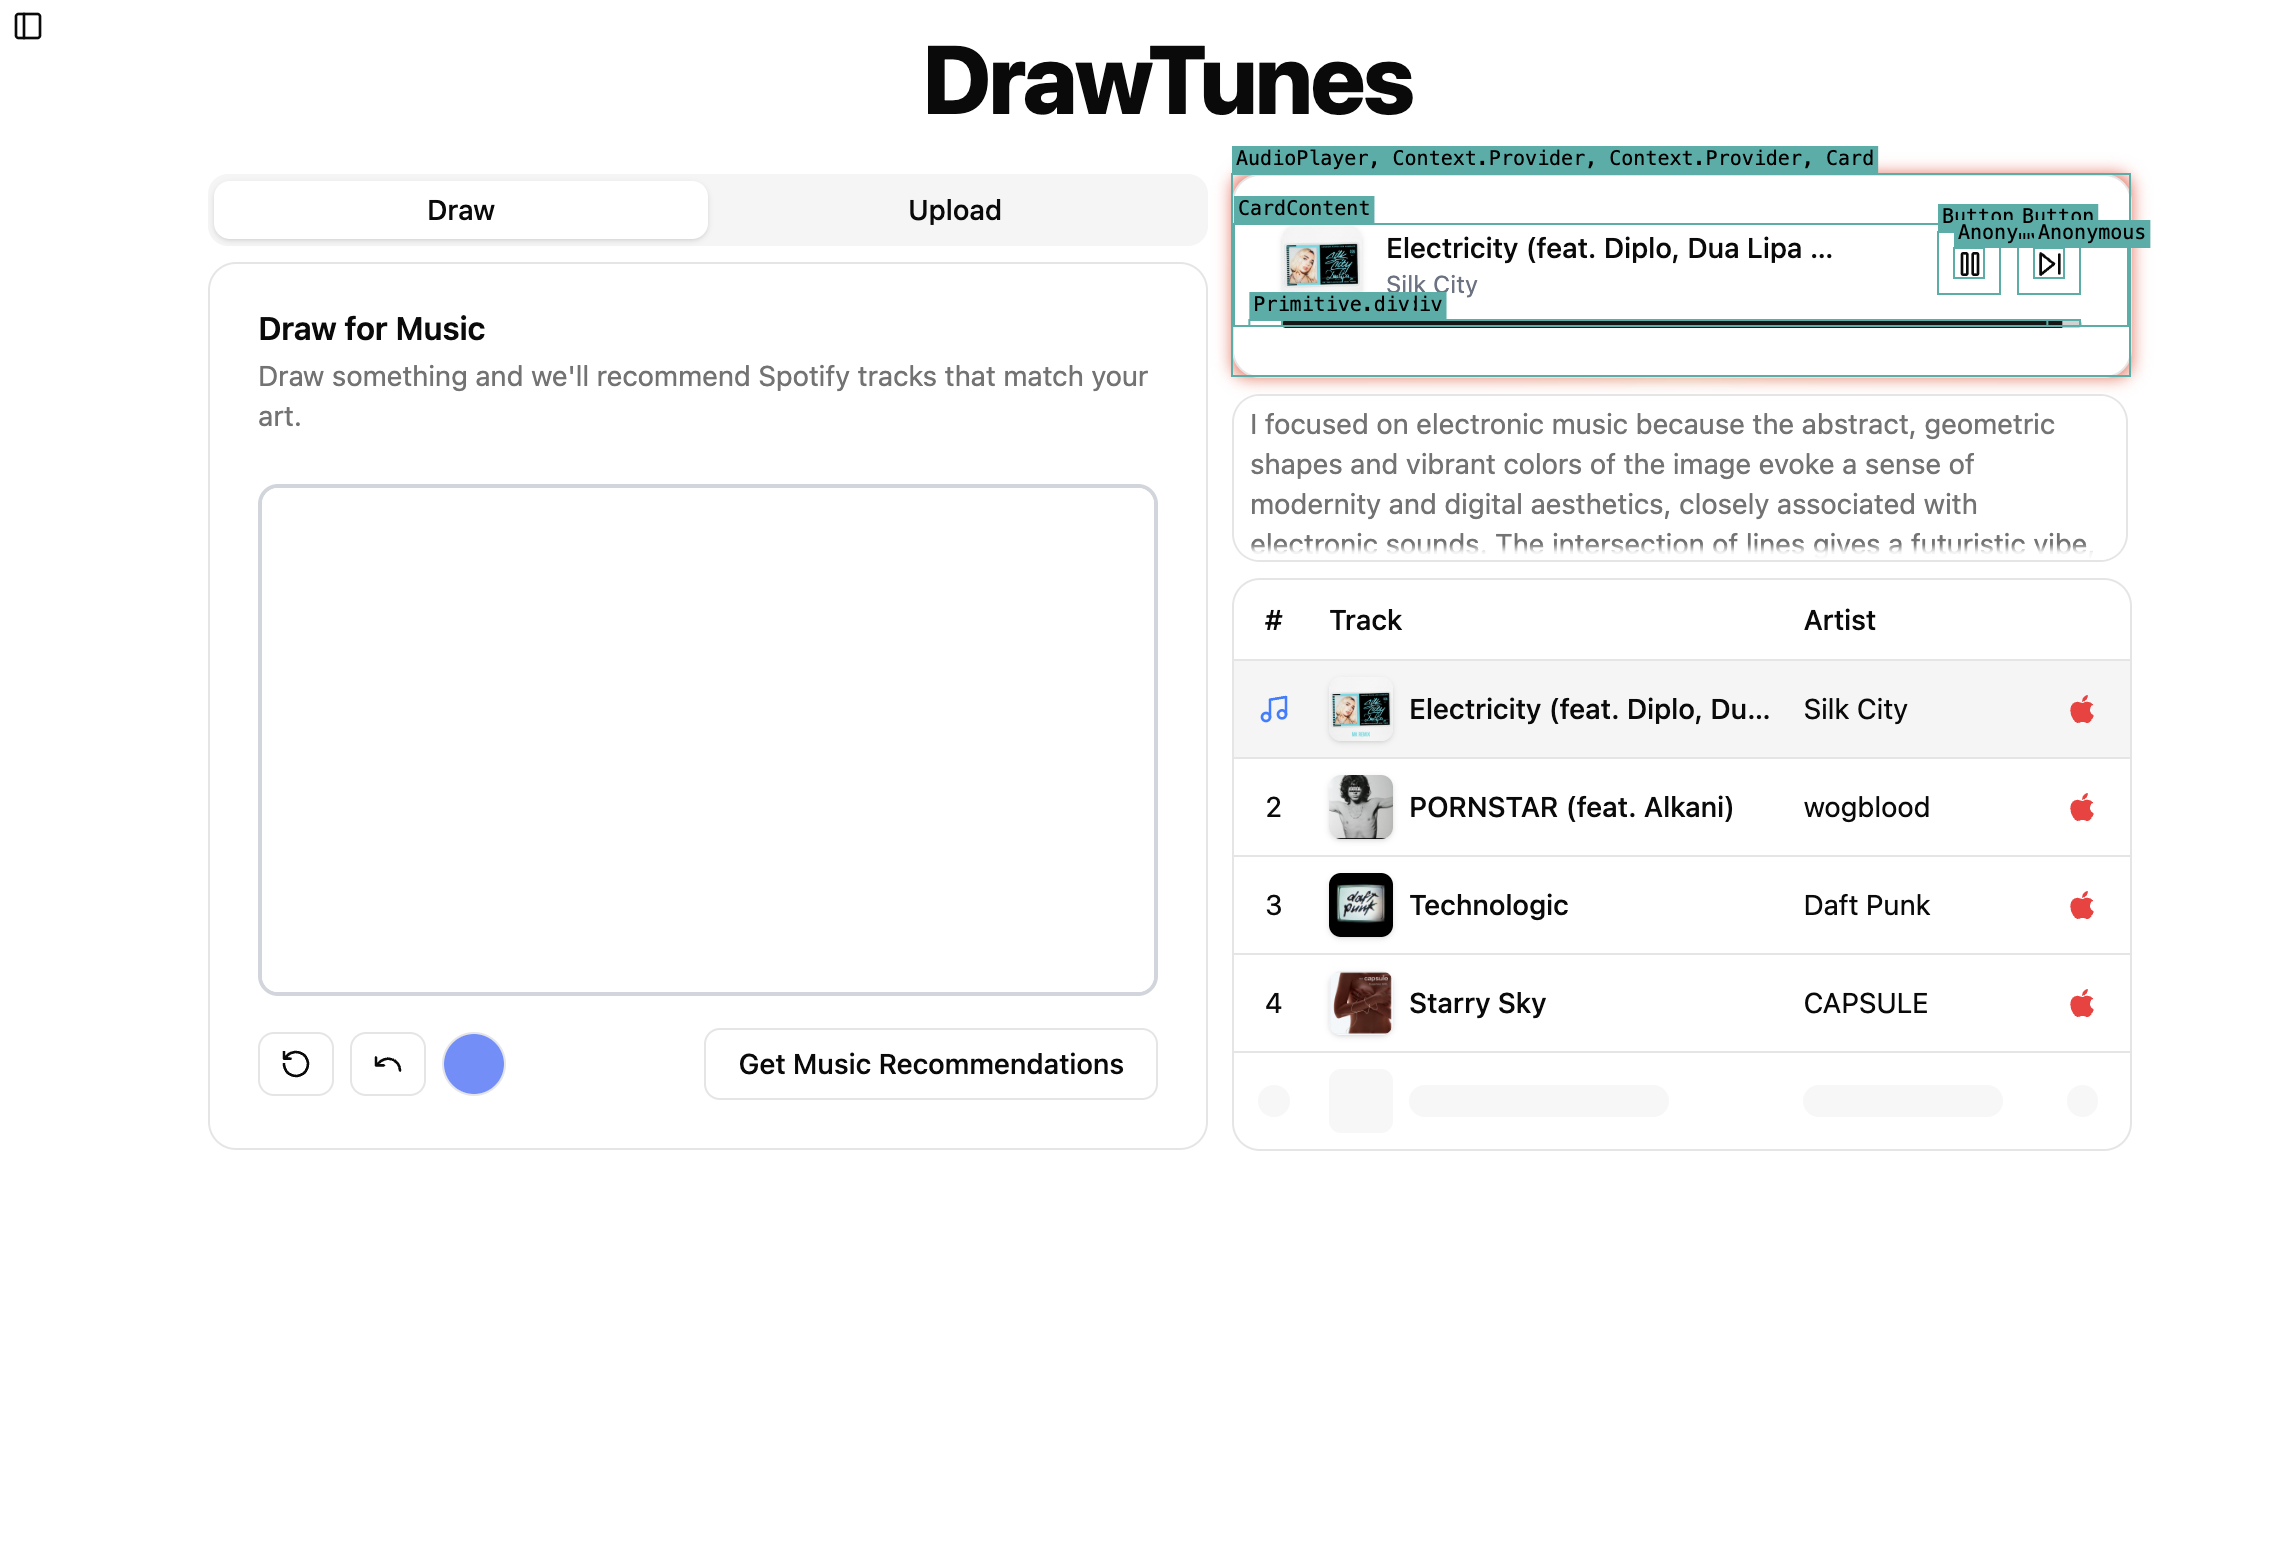 DrawTunes
Draw
Upload
Draw for Music
Draw something and we'll recommend Spotify tracks that match your
art.
Get Music Recommendations
AudioPlayer, Context.Provider, Context.Provider, Card
CardContent
Button
Button
Anonymous
Electricity (feat. Diplo, Dua Lipa ...
Silk City
Primitive.div
I focused on electronic music because the abstract, geometric
shapes and vibrant colors of the image evoke a sense of
modernity and digital aesthetics, closely associated with
electronic sounds. The intersection of lines gives a futuristic vibe,
# Track Artist
Electricity (feat. Diplo, Du... Silk City
2 PORNSTAR (feat. Alkani) wogblood
3 daft punk Technologic Daft Punk
4 capsule Starry Sky CAPSULE